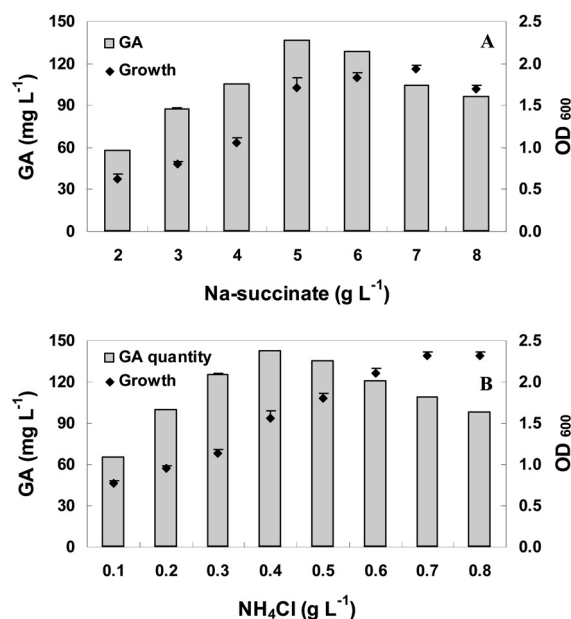 GA
Growth
A
150
120
90
60
30
0
GA (mg L-1)
2.5
2.0
1.5
1.0
0.5
0.0
OD 600
2 3 4 5 6 7 8
Na-succinate (g L-1)
GA quantity
Growth
B
150
120
90
60
30
0
GA (mg L-1)
2.5
2.0
1.5
1.0
0.5
0.0
OD 600
0.1 0.2 0.3 0.4 0.5 0.6 0.7 0.8
NH4Cl (g L-1)